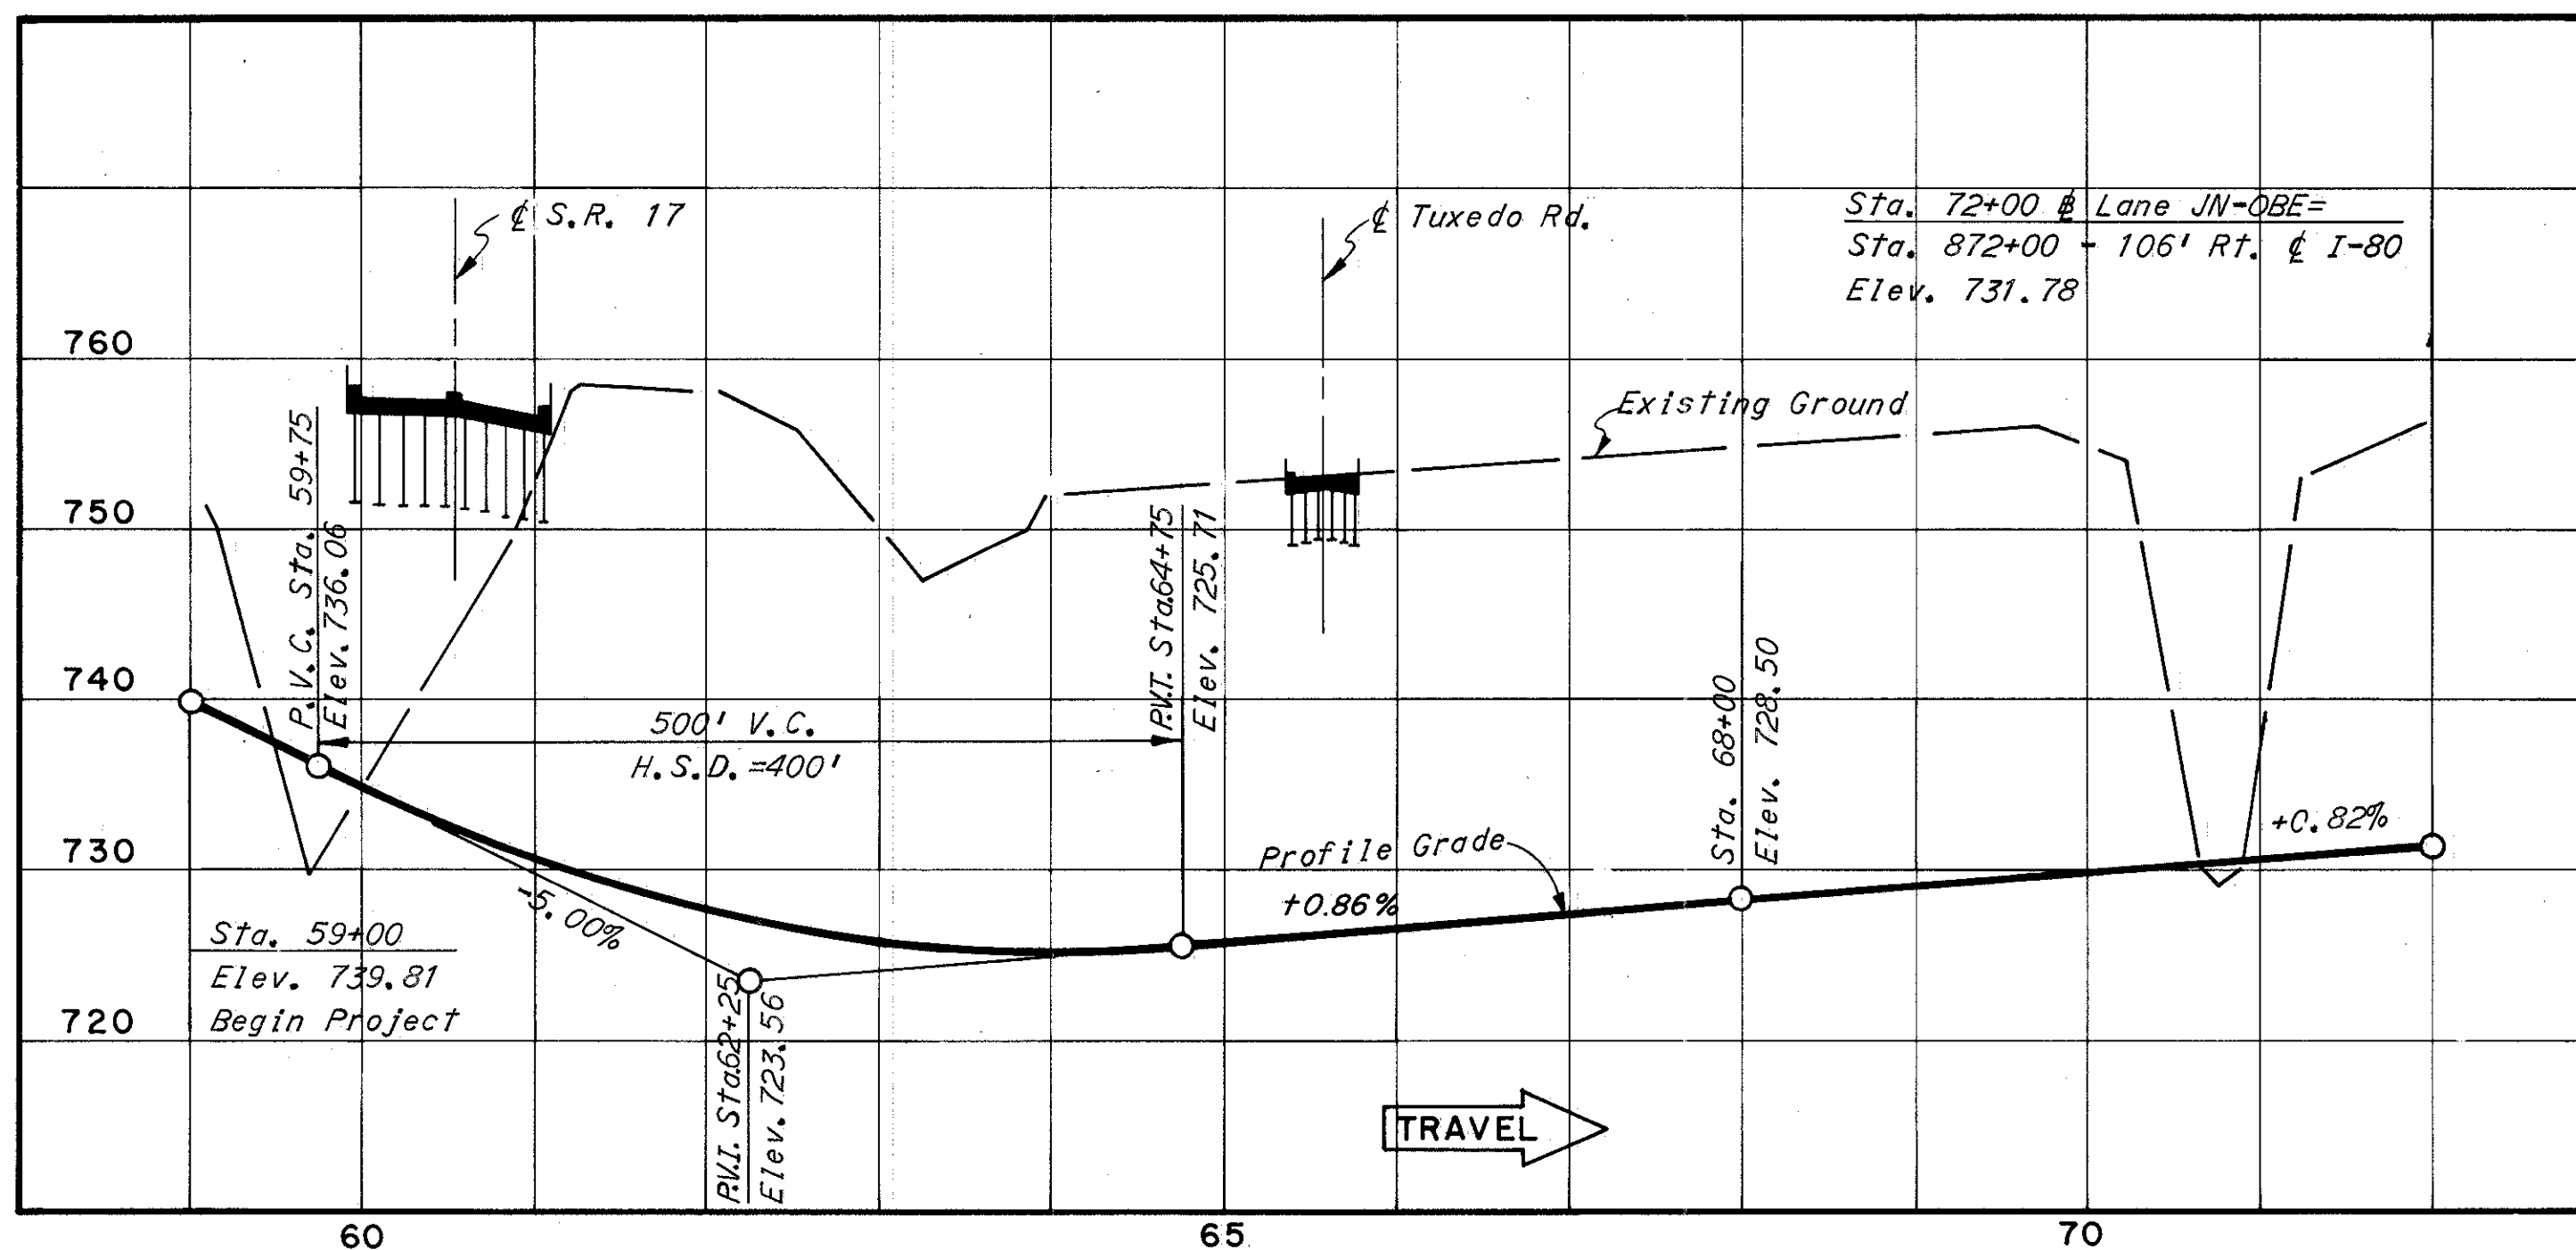 ℄ S.R. 17
℄ Tuxedo Rd.
Sta. 72+00 ⅊ Lane JN-OBE=
Sta. 872+00 - 106' Rt. ℄ I-80
Elev. 731.78
760
Existing Ground
750
P.V.C. Sta. 59+75
Elev. 736.06
P.V.T. Sta.64+75
Elev. 725.71
740
500' V.C.
H.S.D.=400'
Sta. 68+00
Elev. 728.50
730
Profile Grade
+0.86%
+0.82%
-5.00%
Sta. 59+00
Elev. 739.81
Begin Project
720
P.V.I. Sta.62+25
Elev. 723.56
TRAVEL
60
65
70